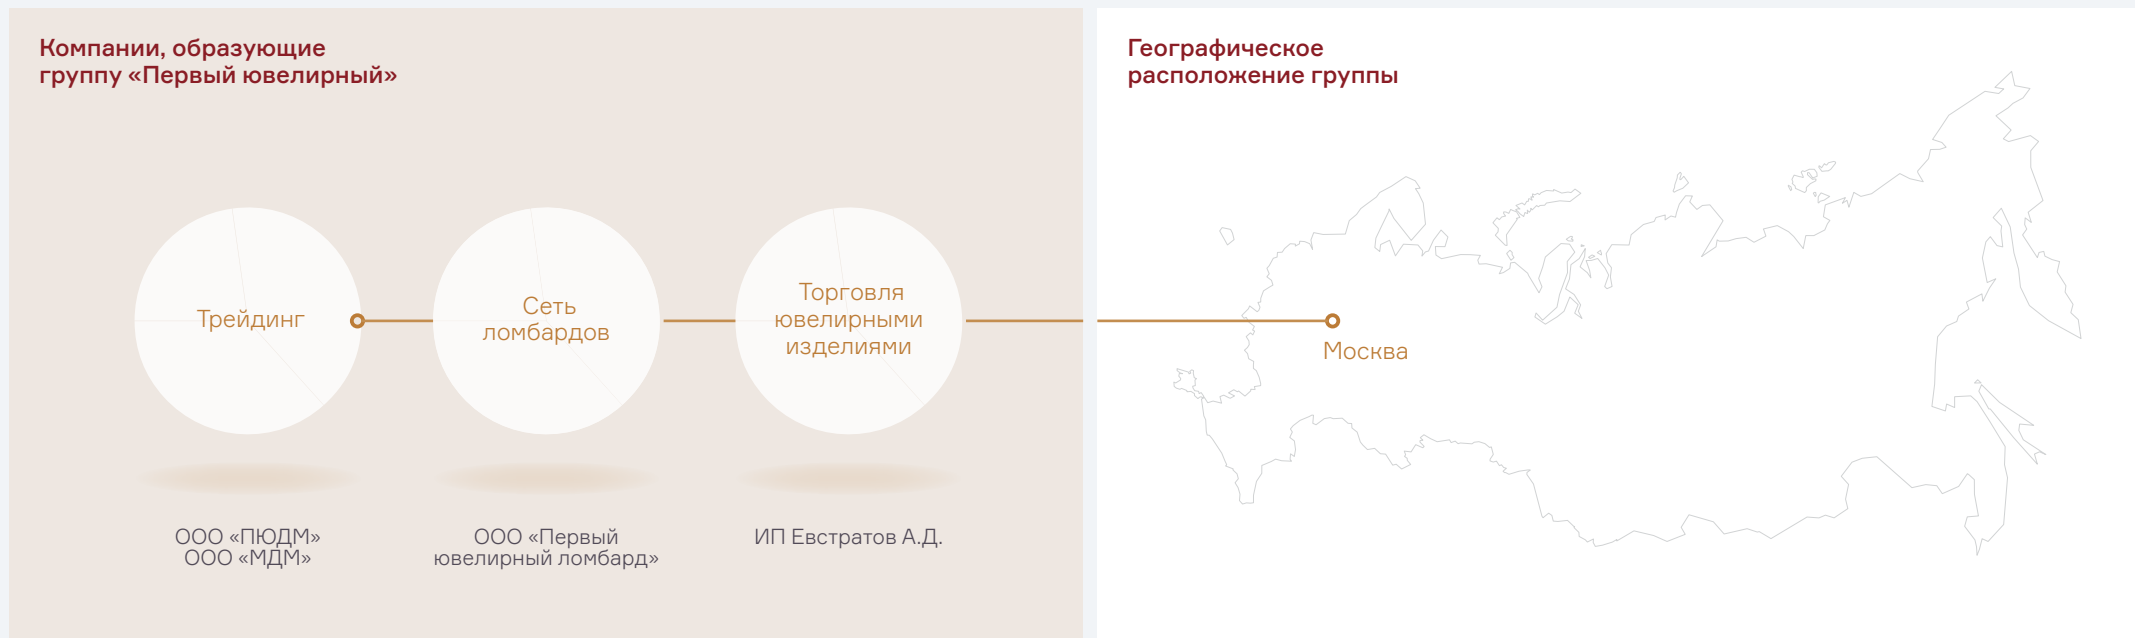 Компании, образующие
группу «Первый ювелирный»
Трейдинг
Сеть
ломбардов
Торговля
ювелирными
изделиями
ООО «ПЮДМ»
ООО «МДМ»
ООО «Первый
ювелирный ломбард»
ИП Евстратов А.Д.
Географическое
расположение группы
Москва